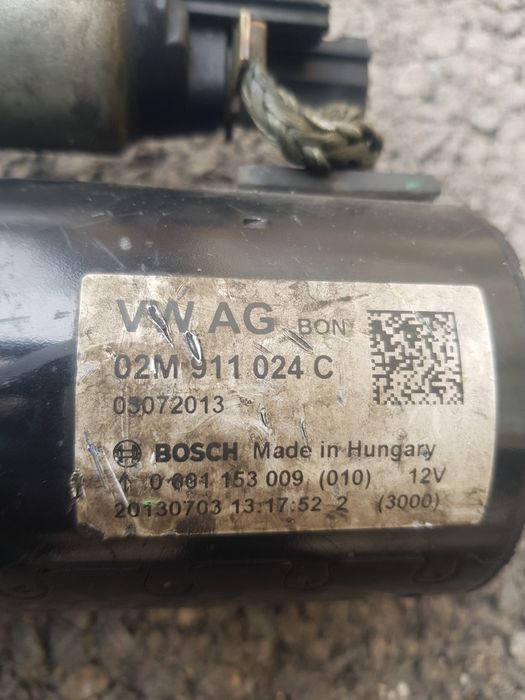 VW AG BON
02M 911 024 C
03072013
BOSCH Made in Hungary
0 001 153 009 (010) 12V
20130703 13:17:52 2 (3000)